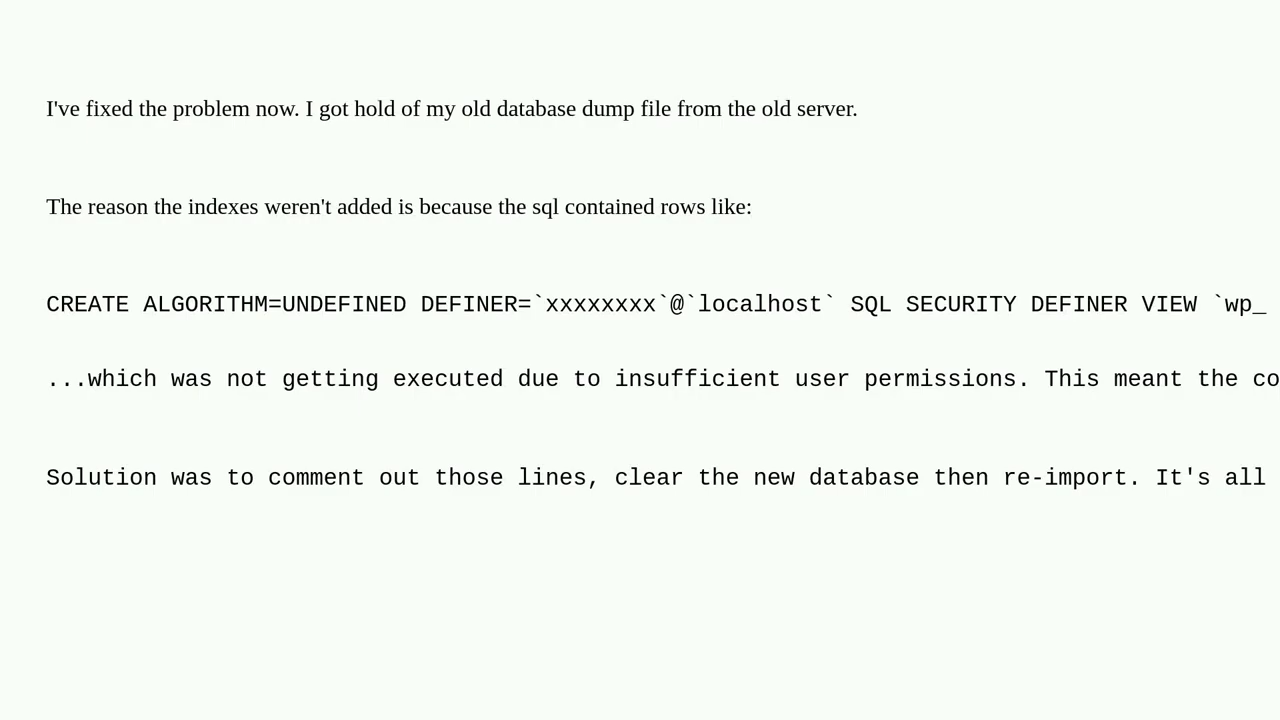 I've fixed the problem now. I got hold of my old database dump file from the old server.
The reason the indexes weren't added is because the sql contained rows like:
CREATE ALGORITHM=UNDEFINED DEFINER=`xxxxxxxx`@`localhost` SQL SECURITY DEFINER VIEW `wp_
...which was not getting executed due to insufficient user permissions. This meant the co
Solution was to comment out those lines, clear the new database then re-import. It's all